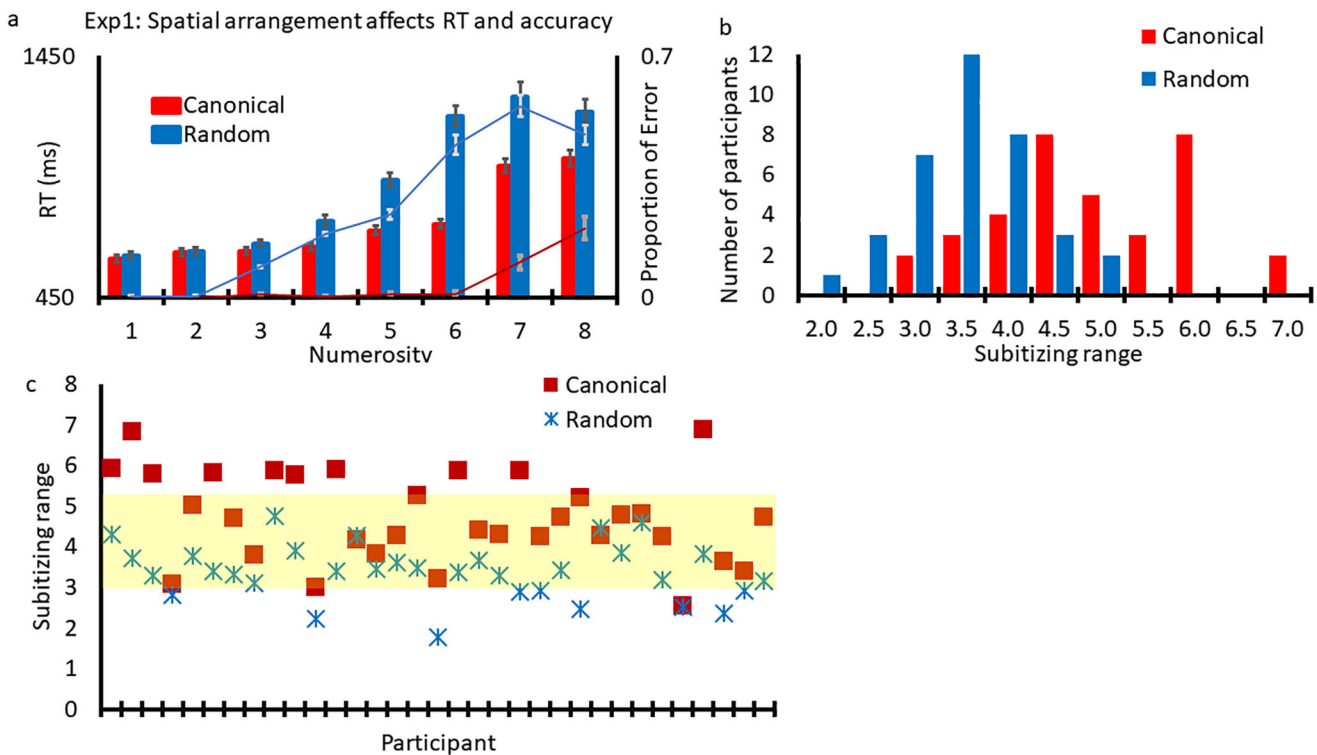 a
Exp1: Spatial arrangement affects RT and accuracy
1450
0.7
Canonical
Random
RT (ms)
Proportion of Error
450
0
1 2 3 4 5 6 7 8
Numerosity
b
Canonical
Random
Number of participants
12
10
8
6
4
2
0
2.0 2.5 3.0 3.5 4.0 4.5 5.0 5.5 6.0 6.5 7.0
Subitizing range
c
Canonical
Random
Subitizing range
8
7
6
5
4
3
2
1
0
Participant